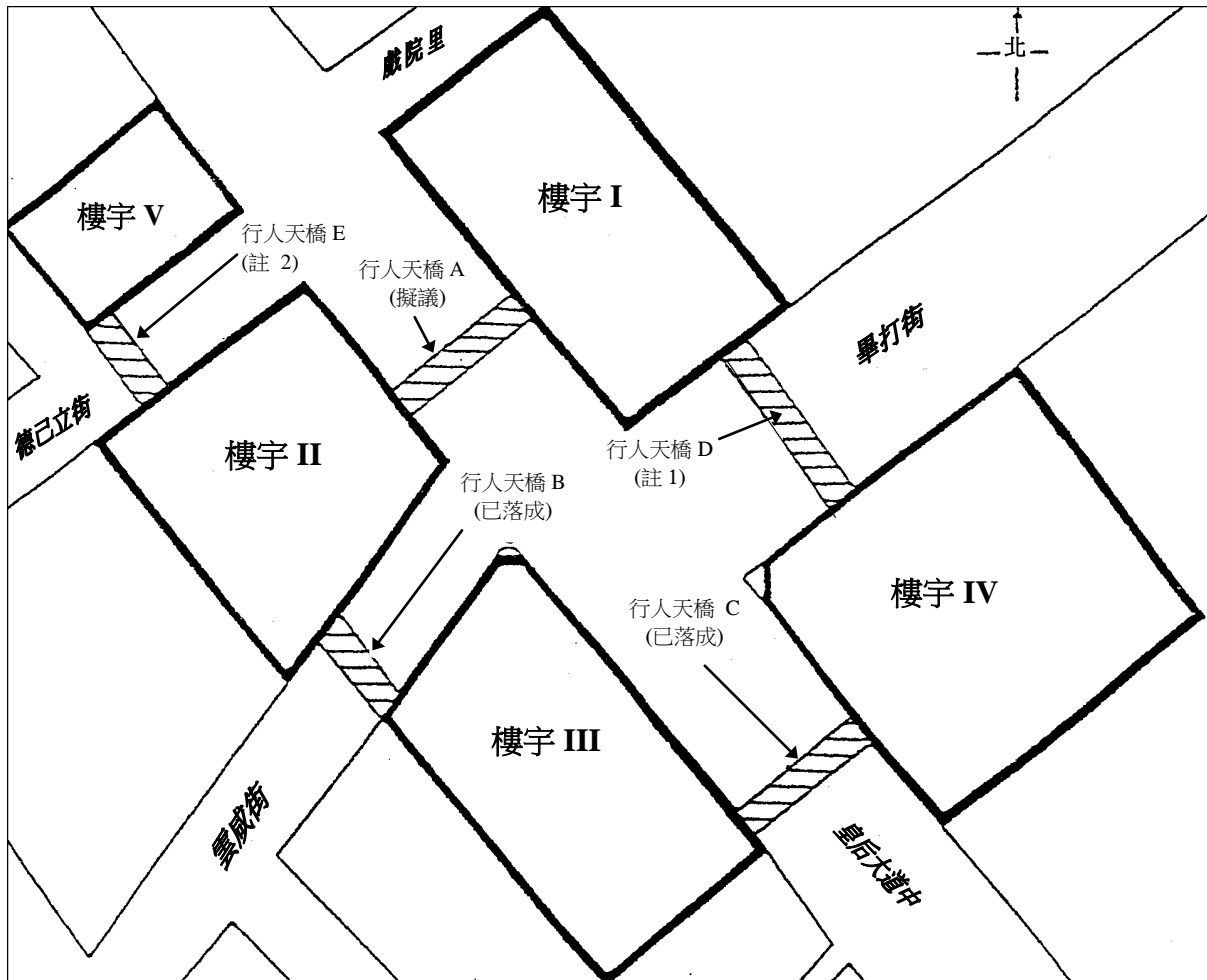 戲院里
北
樓宇 I
樓宇 V
行人天橋 E
(註 2)
行人天橋 A
(擬議)
畢打街
德己立街
樓宇 II
行人天橋 D
(註 1)
行人天橋 B
(已落成)
樓宇 IV
行人天橋 C
(已落成)
樓宇 III
雲咸街
皇后大道中